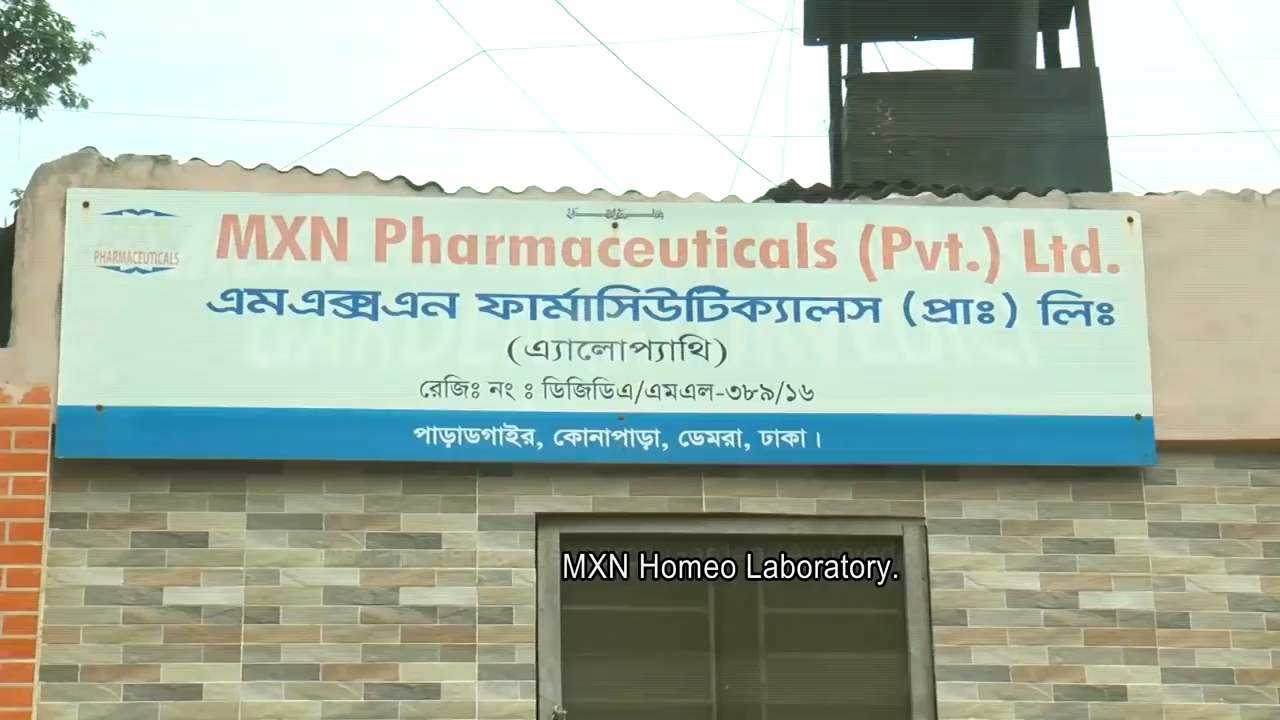 MXN Pharmaceuticals (Pvt.) Ltd.
PHARMACEUTICALS
এমএক্সএন ফার্মাসিউটিক্যালস (প্রাঃ) লিঃ
(এ্যালোপ্যাথি)
রেজিঃ নং ঃ ডিজিডিএ/এমএল-৩৮৯/১৬
পাড়াডগাইর, কোনাপাড়া, ডেমরা, ঢাকা।
MXN Homeo Laboratory.